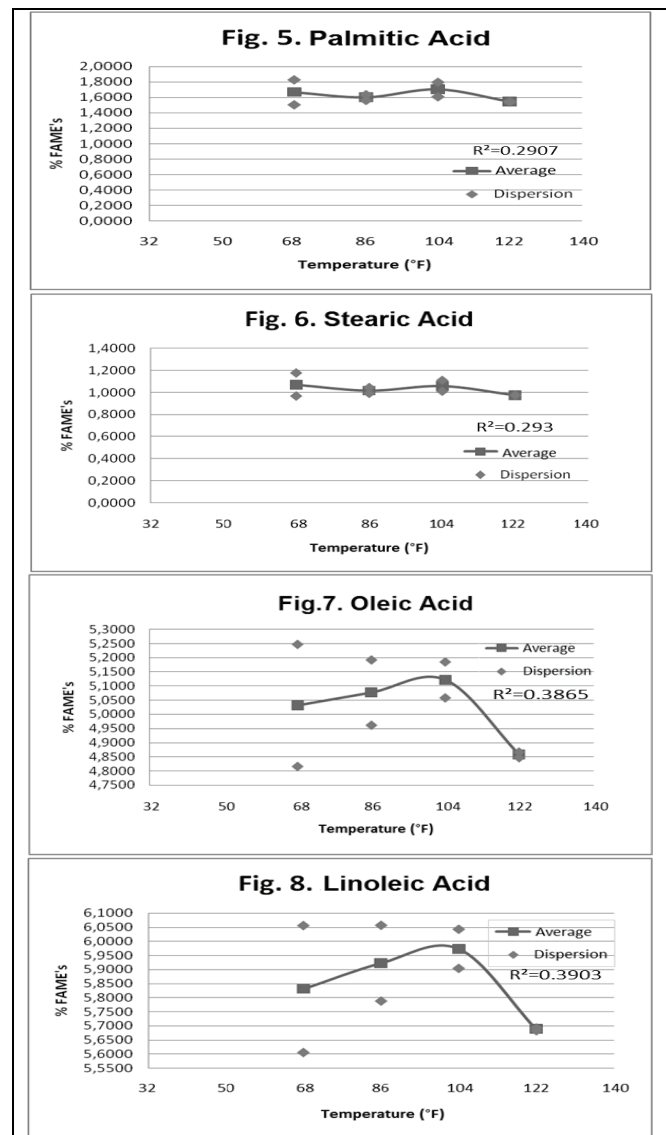 Fig. 5. Palmitic Acid
2,0000
1,8000
1,6000
1,4000
1,2000
1,0000
0,8000
0,6000
0,4000
0,2000
0,0000
% FAME's
R²=0.2907
Average
Dispersion
32 50 68 86 104 122 140
Temperature (°F)
Fig. 6. Stearic Acid
1,4000
1,2000
1,0000
0,8000
0,6000
0,4000
0,2000
0,0000
% FAME's
R²=0.293
Average
Dispersion
32 50 68 86 104 122 140
Temperature (°F)
Fig.7. Oleic Acid
5,3000
5,2500
5,2000
5,1500
5,1000
5,0500
5,0000
4,9500
4,9000
4,8500
4,8000
4,7500
% FAME's
Average
Dispersion
R²=0.3865
32 50 68 86 104 122 140
Temperature (°F)
Fig. 8. Linoleic Acid
6,1000
6,0500
6,0000
5,9500
5,9000
5,8500
5,8000
5,7500
5,7000
5,6500
5,6000
5,5500
% FAME's
Average
Dispersion
R²=0.3903
32 50 68 86 104 122 140
Temperature (°F)